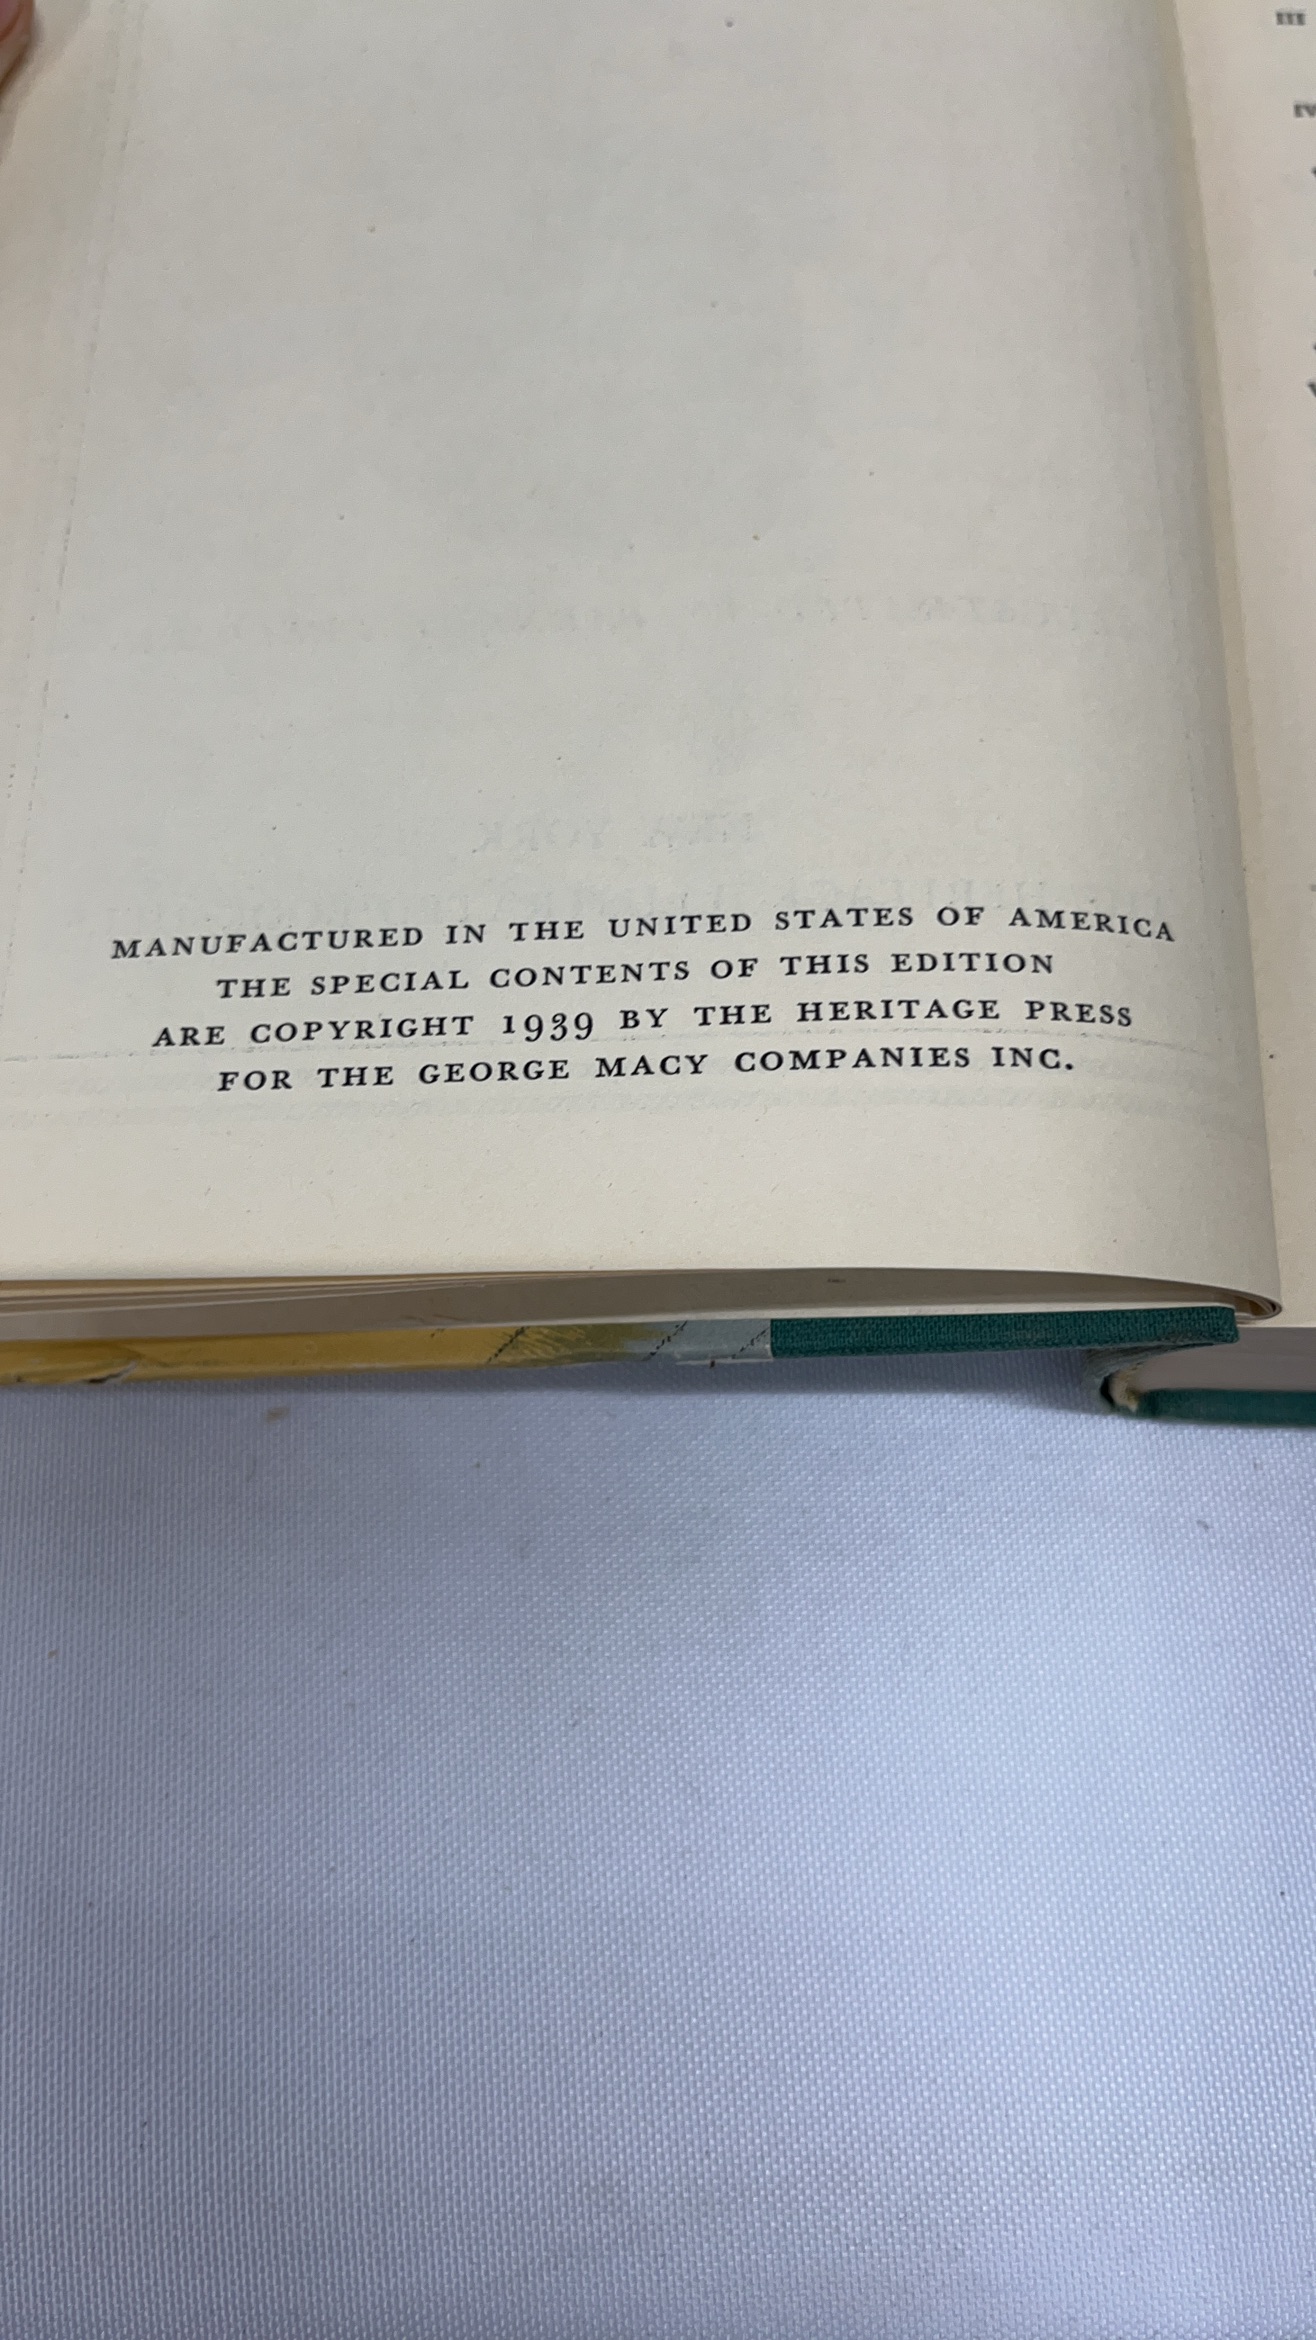 III
MANUFACTURED IN THE UNITED STATES OF AMERICA
THE SPECIAL CONTENTS OF THIS EDITION
ARE COPYRIGHT 1939 BY THE HERITAGE PRESS
FOR THE GEORGE MACY COMPANIES INC.